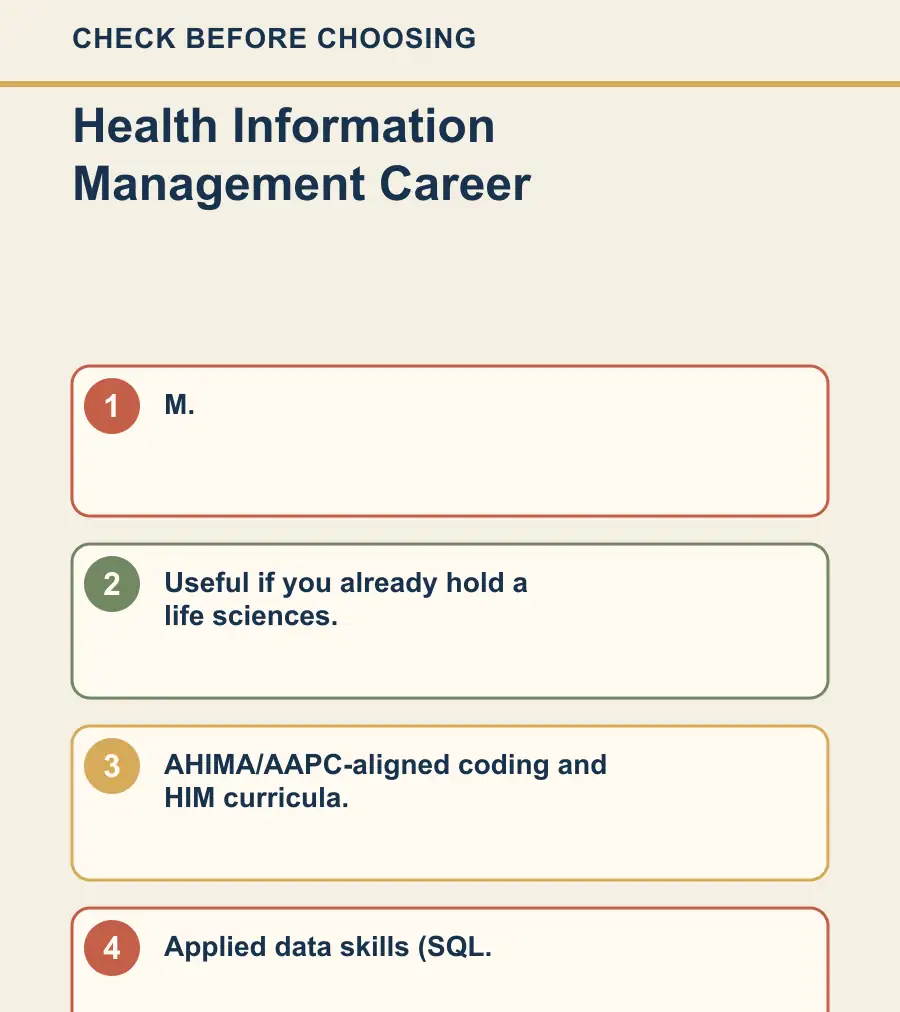 CHECK BEFORE CHOOSING
Health Information
Management Career
1
M.
2
Useful if you already hold a
life sciences.
3
AHIMA/AAPC-aligned coding and
HIM curricula.
4
Applied data skills (SQL.